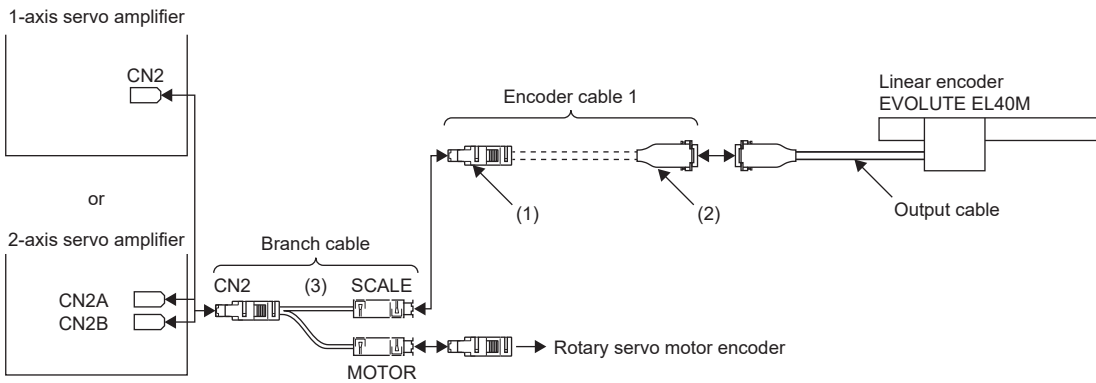 1-axis servo amplifier
CN2
Encoder cable 1
Linear encoder
EVOLUTE EL40M
(1)
(2)
Output cable
or
2-axis servo amplifier
Branch cable
CN2
(3)
SCALE
CN2A
CN2B
Rotary servo motor encoder
MOTOR